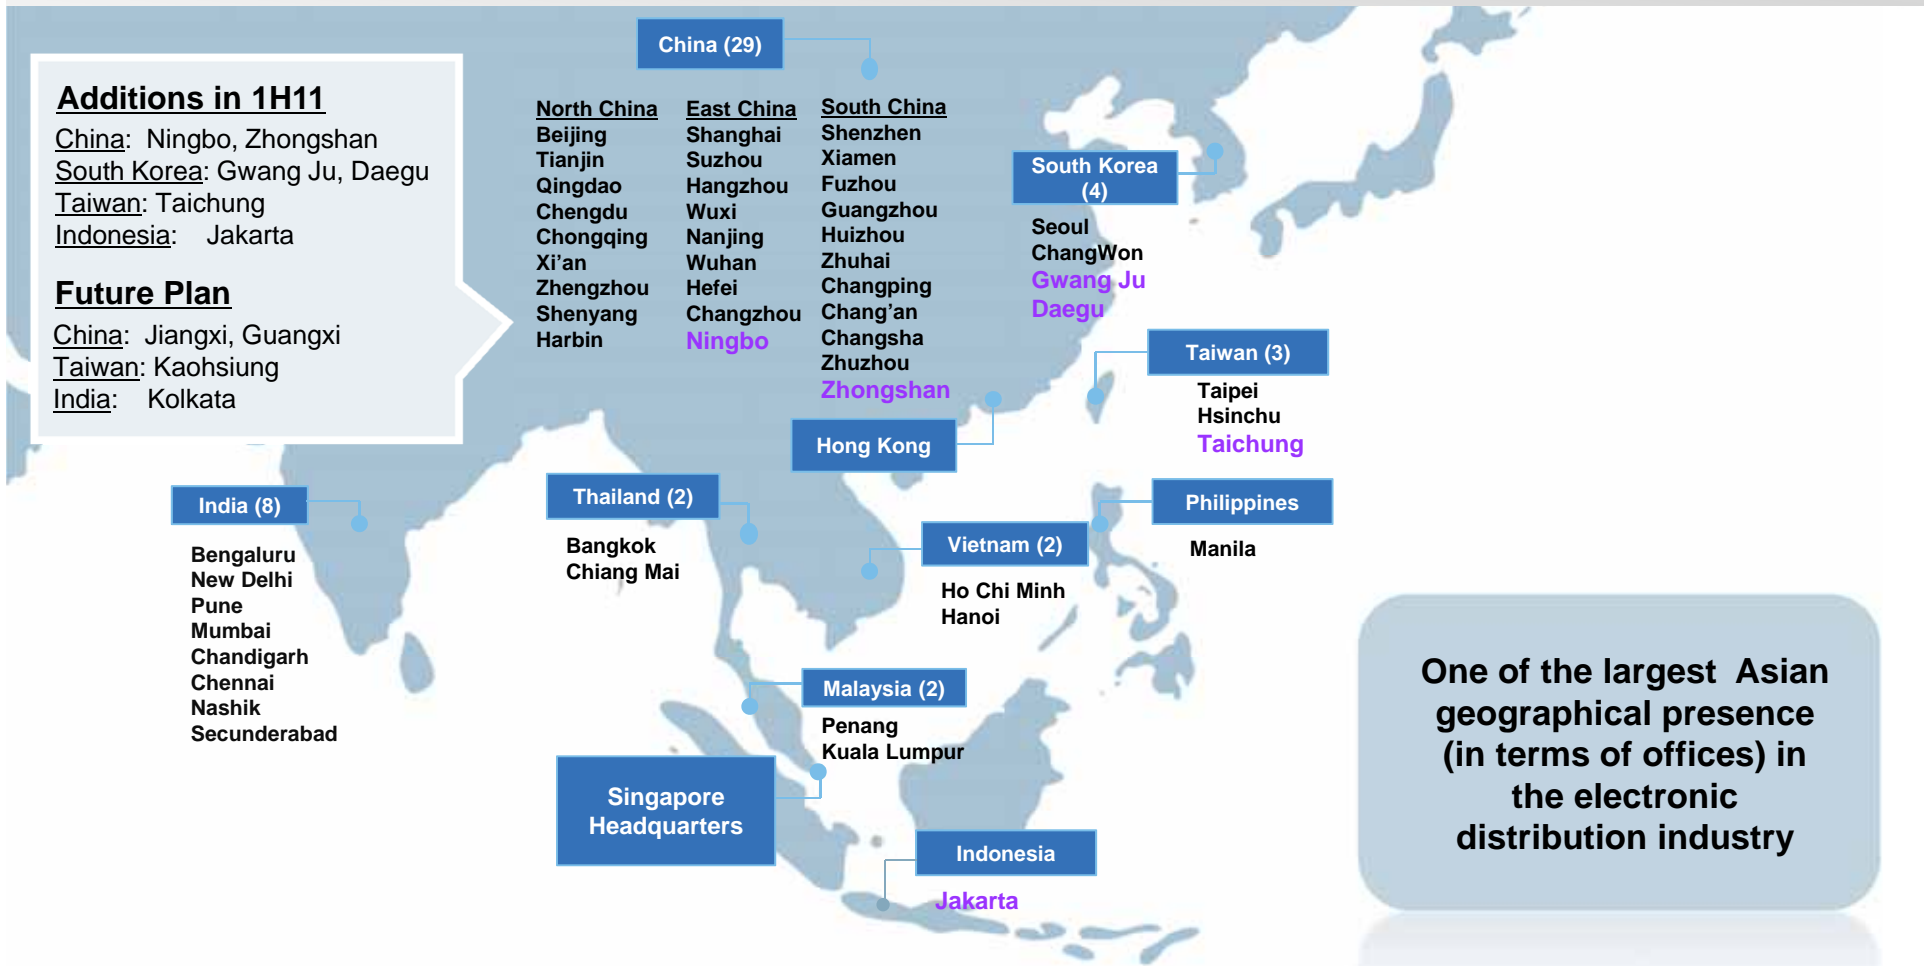 Additions in 1H11
China: Ningbo, Zhongshan
South Korea: Gwang Ju, Daegu
Taiwan: Taichung
Indonesia: Jakarta
Future Plan
China: Jiangxi, Guangxi
Taiwan: Kaohsiung
India: Kolkata
China (29)
North China
Beijing
Tianjin
Qingdao
Chengdu
Chongqing
Xi’an
Zhengzhou
Shenyang
Harbin
East China
Shanghai
Suzhou
Hangzhou
Wuxi
Nanjing
Wuhan
Hefei
Changzhou
Ningbo
South China
Shenzhen
Xiamen
Fuzhou
Guangzhou
Huizhou
Zhuhai
Changping
Chang’an
Changsha
Zhuzhou
Zhongshan
South Korea
(4)
Seoul
ChangWon
Gwang Ju
Daegu
Taiwan (3)
Taipei
Hsinchu
Taichung
Hong Kong
India (8)
Bengaluru
New Delhi
Pune
Mumbai
Chandigarh
Chennai
Nashik
Secunderabad
Thailand (2)
Bangkok
Chiang Mai
Vietnam (2)
Ho Chi Minh
Hanoi
Philippines
Manila
Malaysia (2)
Penang
Kuala Lumpur
Singapore
Headquarters
Indonesia
Jakarta
One of the largest Asian
geographical presence
(in terms of offices) in
the electronic
distribution industry